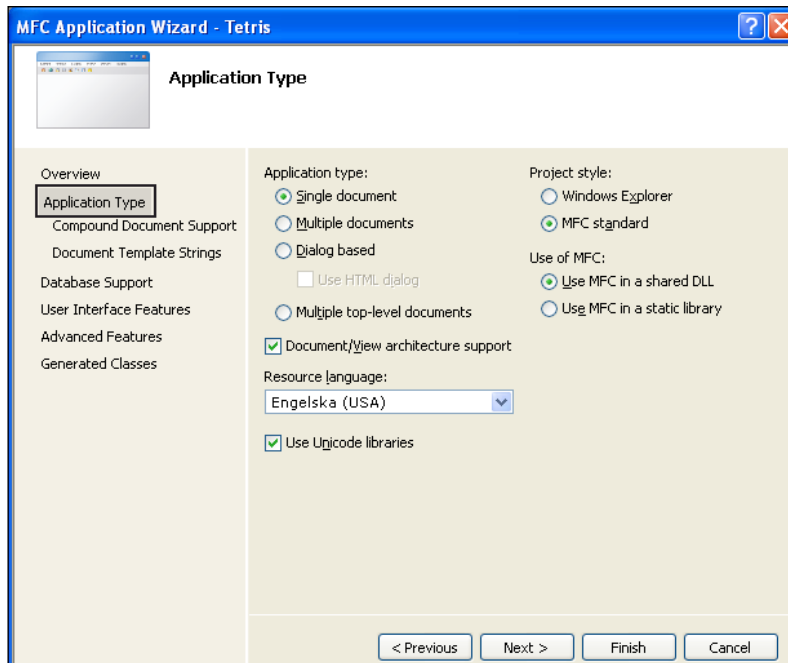 MFC Application Wizard - Tetris
Application Type
Overview
Application Type
Compound Document Support
Document Template Strings
Database Support
User Interface Features
Advanced Features
Generated Classes
Application type:
Single document
Multiple documents
Dialog based
Use HTML dialog
Multiple top-level documents
Document/View architecture support
Resource language:
Engelska (USA)
Use Unicode libraries
Project style:
Windows Explorer
MFC standard
Use of MFC:
Use MFC in a shared DLL
Use MFC in a static library
< Previous
Next >
Finish
Cancel